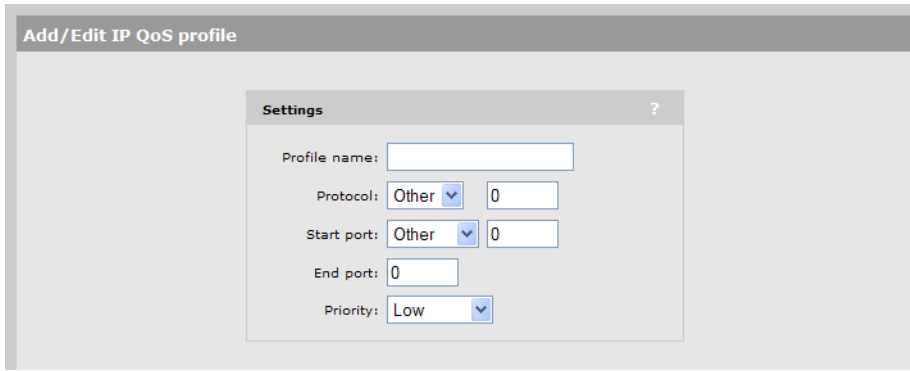 Add/Edit IP QoS profile
Settings ?
Profile name:
Protocol: Other 0
Start port: Other 0
End port: 0
Priority: Low